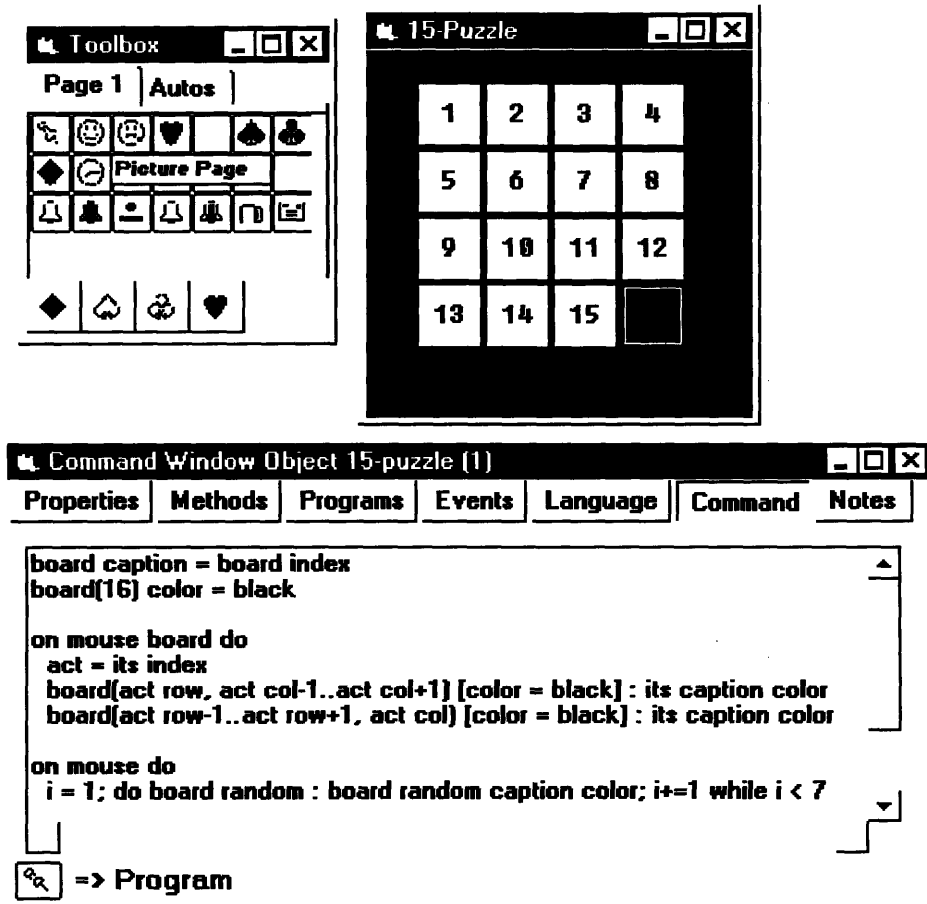 Toolbox
Page 1 Autos
Picture Page
15-Puzzle
1 2 3 4
5 6 7 8
9 10 11 12
13 14 15
Command Window Object 15-puzzle (1)
Properties Methods Programs Events Language Command Notes
board caption = board index
board(16) color = black
on mouse board do
act = its index
board(act row, act col-1..act col+1) [color = black] : its caption color
board(act row-1..act row+1, act col) [color = black] : its caption color
on mouse do
i = 1; do board random : board random caption color; i+=1 while i < 7
=> Program